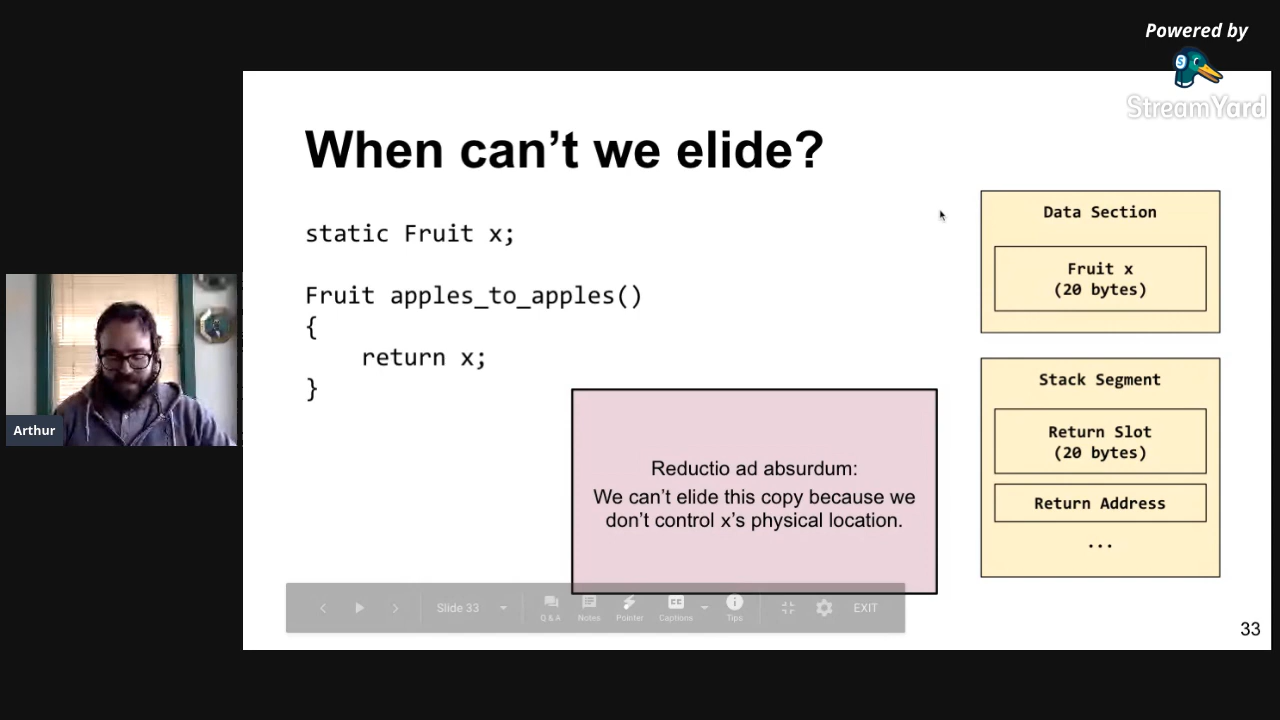 Powered by
StreamYard
When can’t we elide?
static Fruit x;
Fruit apples_to_apples()
{
return x;
}
Reductio ad absurdum:
We can’t elide this copy because we
don’t control x’s physical location.
Data Section
Fruit x
(20 bytes)
Stack Segment
Return Slot
(20 bytes)
Return Address
...
Arthur
Slide 33
Q & A
Notes
Pointer
CC
Captions
Tips
EXIT
33